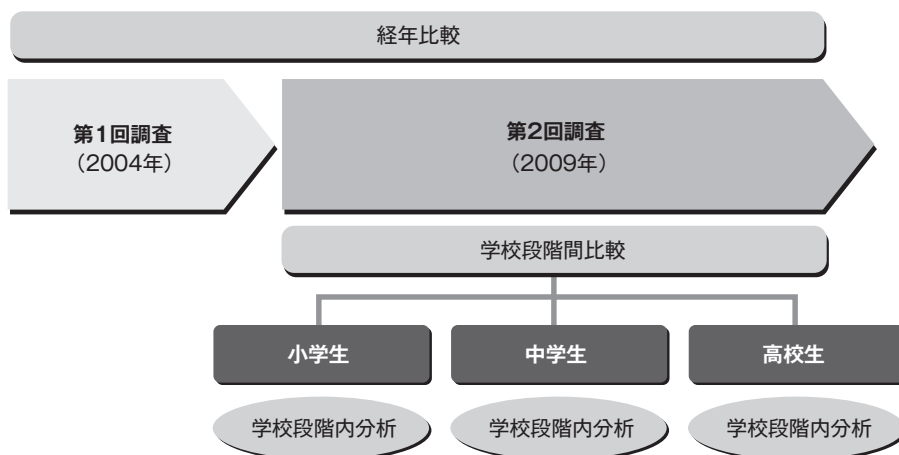 経年比較
第1回調査
（2004年）
第2回調査
（2009年）
学校段階間比較
小学生
中学生
高校生
学校段階内分析
学校段階内分析
学校段階内分析